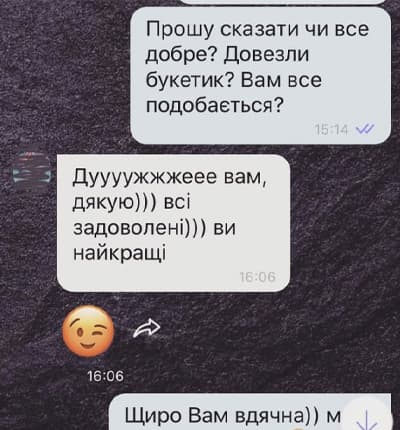 Прошу сказати чи все
добре? Довезли
букетик? Вам все
подобається?
15:14
Дууууужжжеее вам,
дякую))) всі
задоволені))) ви
найкращі
16:06
16:06
Щиро Вам вдячна)) м